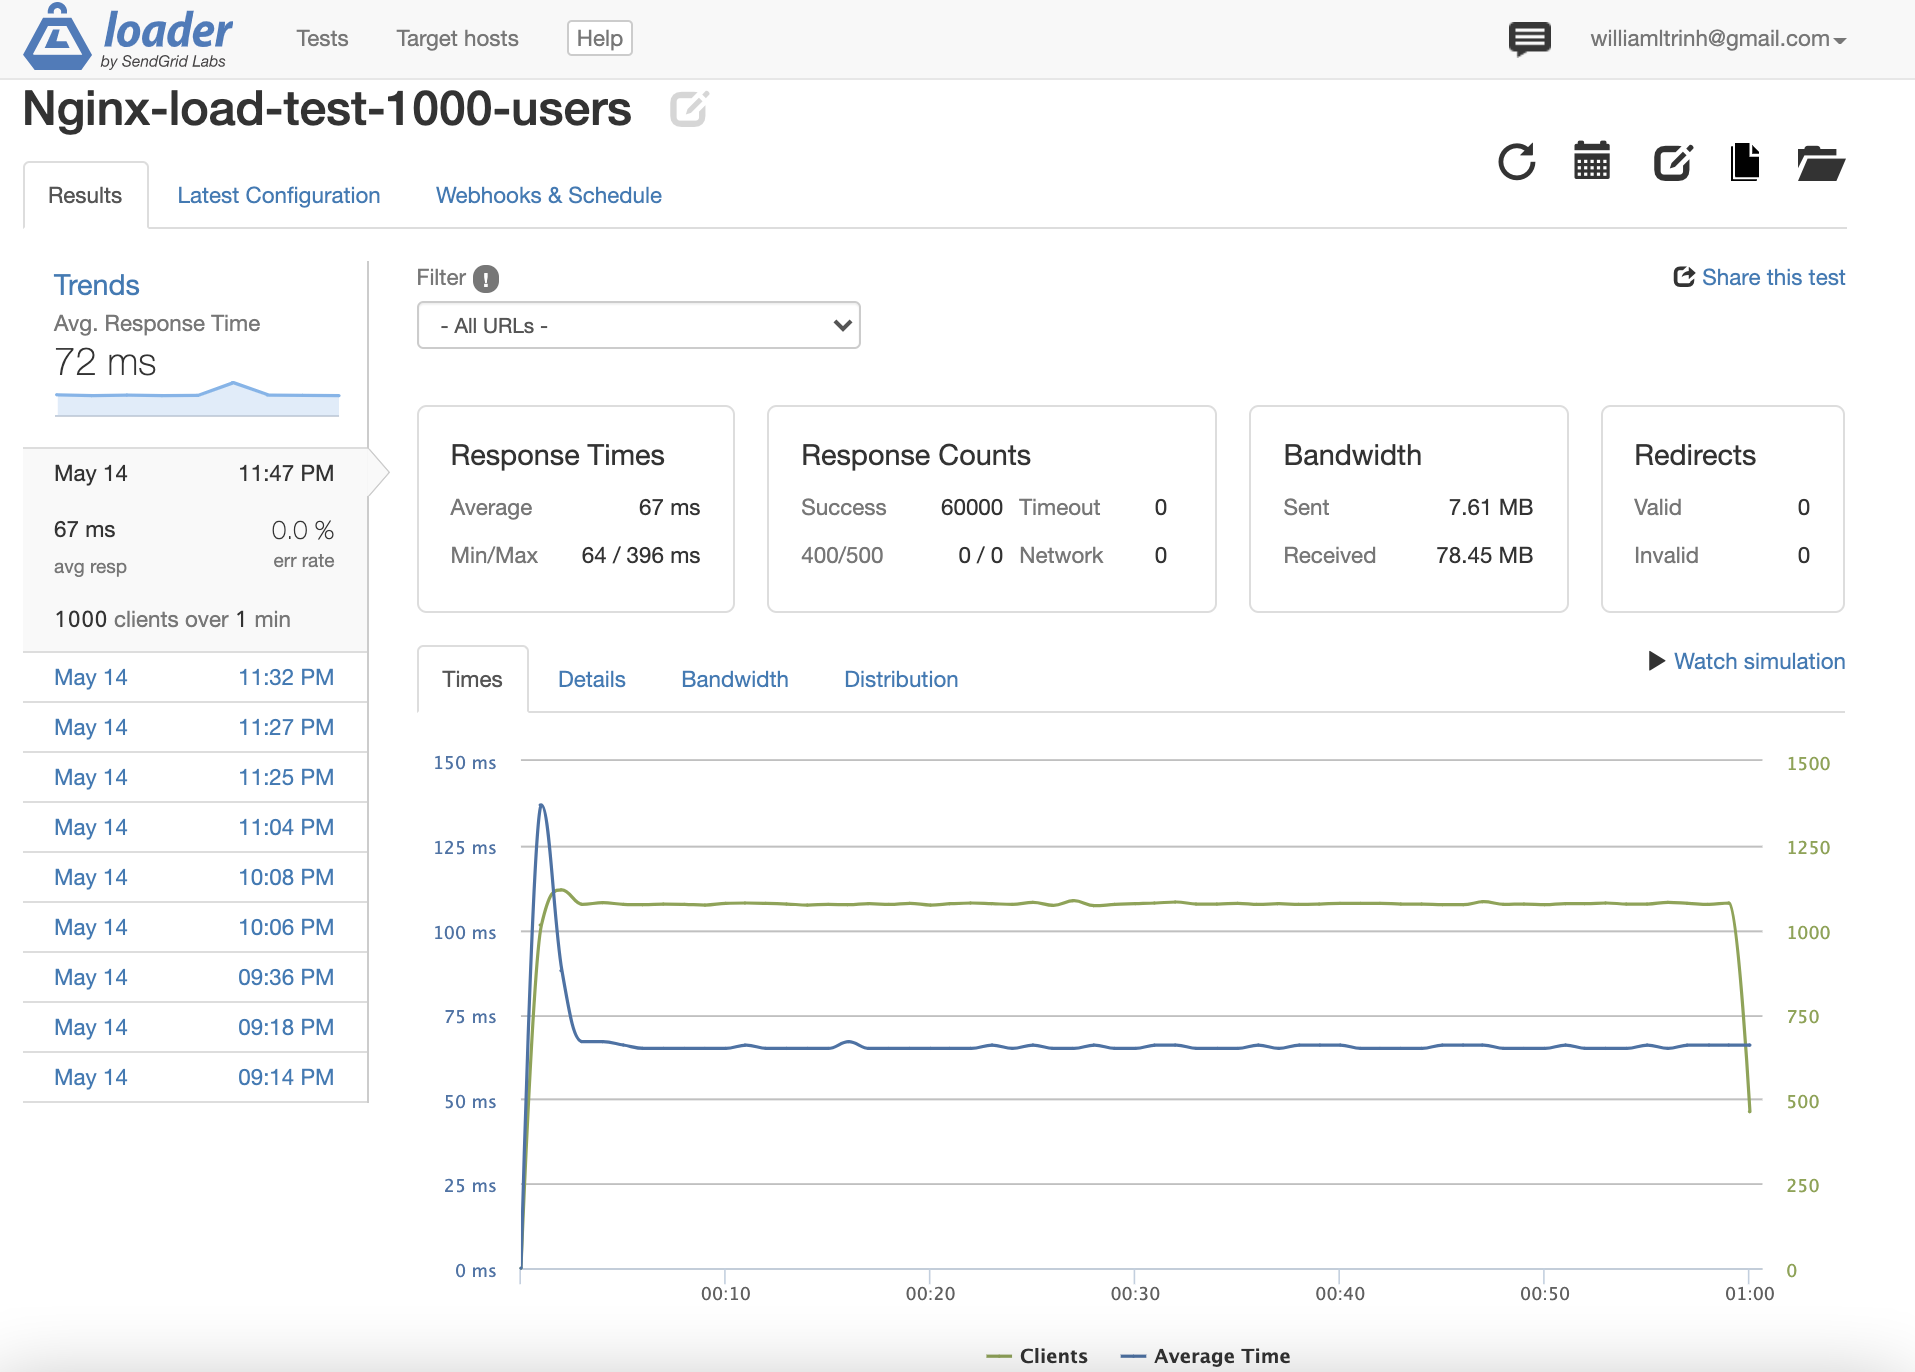 loader
by SendGrid Labs
Tests
Target hosts
Help
williamltrinh@gmail.com
Nginx-load-test-1000-users
Results
Latest Configuration
Webhooks & Schedule
Trends
Avg. Response Time
72 ms
May 14 11:47 PM
67 ms 0.0 %
avg resp err rate
1000 clients over 1 min
May 14 11:32 PM
May 14 11:27 PM
May 14 11:25 PM
May 14 11:04 PM
May 14 10:08 PM
May 14 10:06 PM
May 14 09:36 PM
May 14 09:18 PM
May 14 09:14 PM
Filter !
Share this test
- All URLs -
Response Times
Average 67 ms
Min/Max 64 / 396 ms
Response Counts
Success 60000 Timeout 0
400/500 0 / 0 Network 0
Bandwidth
Sent 7.61 MB
Received 78.45 MB
Redirects
Valid 0
Invalid 0
Times
Details
Bandwidth
Distribution
Watch simulation
150 ms 1500
125 ms 1250
100 ms 1000
75 ms 750
50 ms 500
25 ms 250
0 ms 0
00:10 00:20 00:30 00:40 00:50 01:00
Clients Average Time